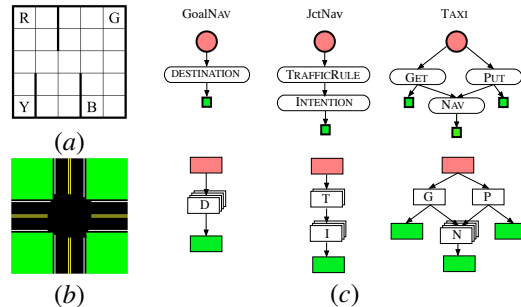 R
G
Y
B
(a)
(b)
GoalNAV
JctNav
TAXI
DESTINATION
TRAFFICRULE
INTENTION
GET
PUT
NAV
D
T
I
G
P
N
(c)